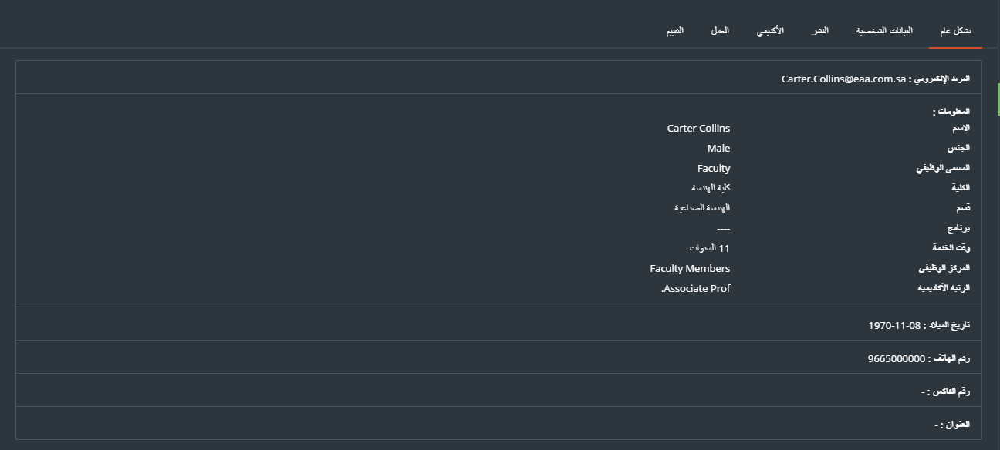 بشكل عام البيانات الشخصية النشر الأكديمي العمل التقييم
البريد الإلكتروني : Carter.Collins@eaa.com.sa
المعلومات :
الاسم Carter Collins
الجنس Male
المسمى الوظيفي Faculty
الكلية كلية الهندسة
قسم الهندسة الصناعية
برنامج ----
وقت الخدمة 11 السنوات
المركز الوظيفي Faculty Members
الرتبة الأكاديمية Associate Prof.
تاريخ الميلاد : 1970-11-08
رقم الهاتف : 9665000000
رقم الفاكس : -
العنوان : -